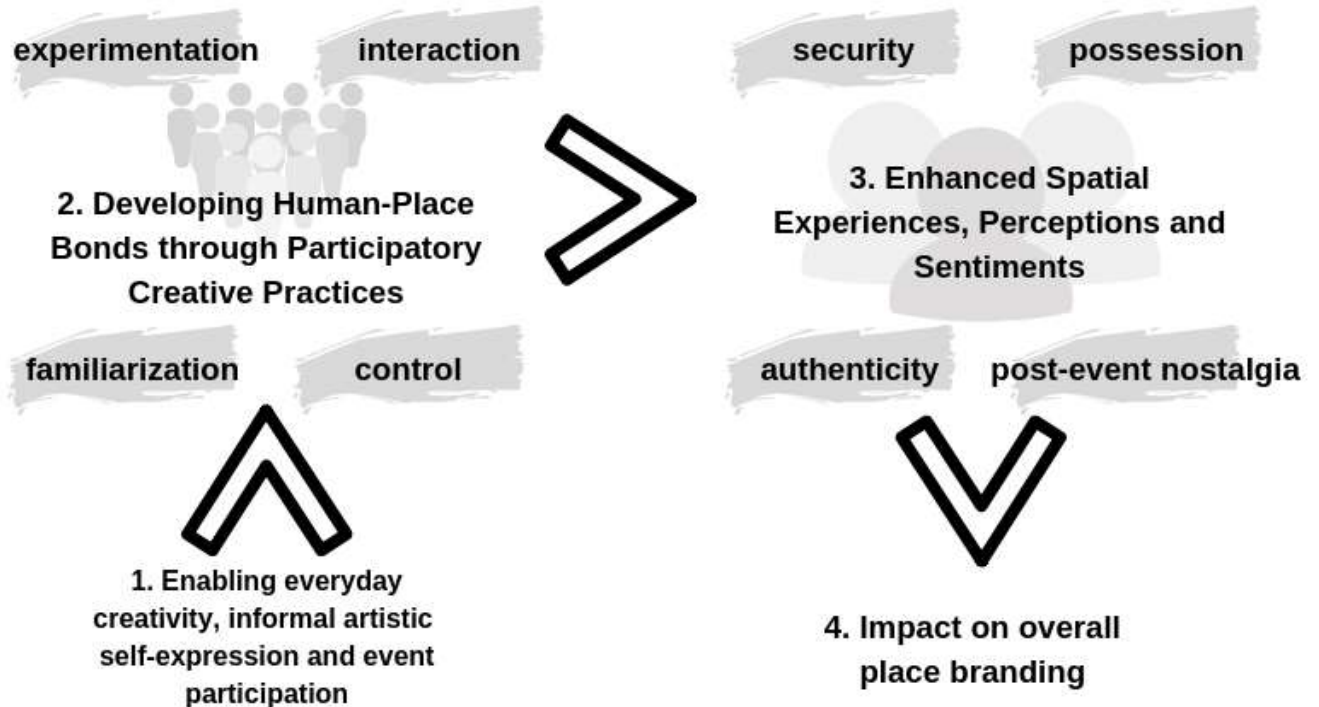 experimentation
interaction
2. Developing Human-Place
Bonds through Participatory
Creative Practices
familiarization
control
1. Enabling everyday
creativity, informal artistic
self-expression and event
participation
security
possession
3. Enhanced Spatial
Experiences, Perceptions and
Sentiments
authenticity
post-event nostalgia
4. Impact on overall
place branding